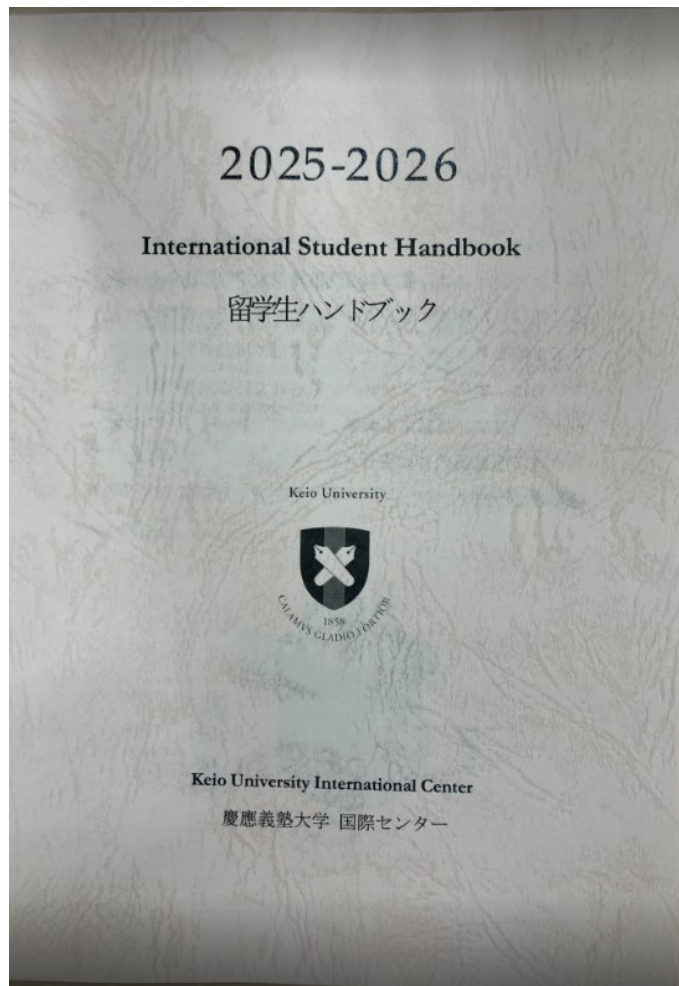 2025-2026
International Student Handbook
留学生ハンドブック
Keio University
1858
CALAMVS GLADIO FORTIOR
Keio University International Center
慶應義塾大学 国際センター